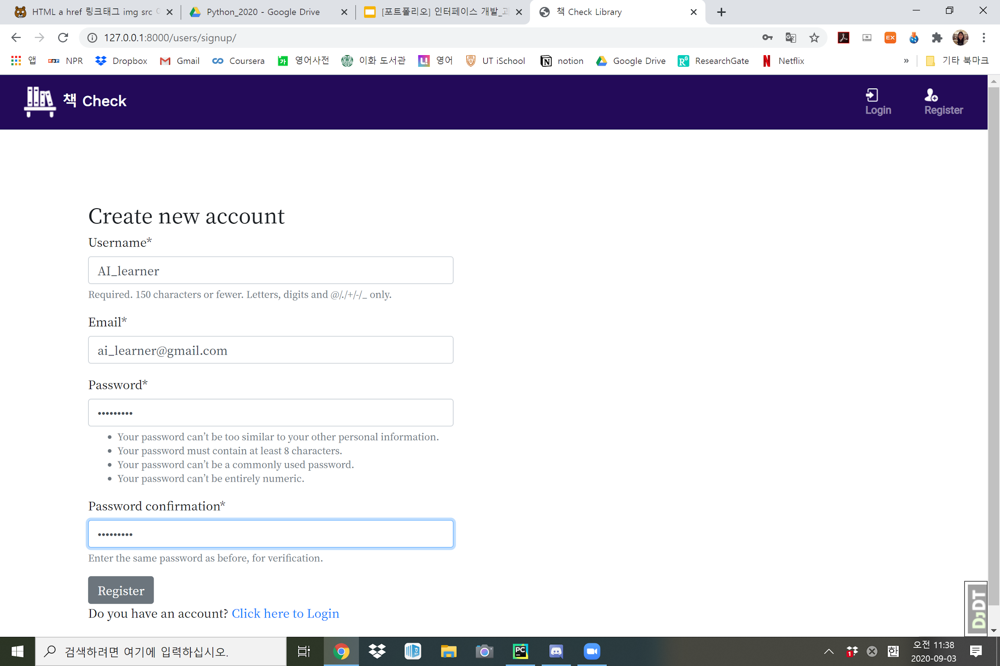 HTML a href 링크태그 img src
Python_2020 - Google Drive
[포트폴리오] 인터페이스 개발_
책 Check Library
127.0.0.1:8000/users/signup/
앱
NPR
Dropbox
Gmail
Coursera
가
영어사전
이화 도서관
영어
UT iSchool
notion
Google Drive
ResearchGate
Netflix
»
기타 북마크
EX
책 Check
Login
Register
Create new account
Username*
AI_learner
Required. 150 characters or fewer. Letters, digits and @/./+/-/_ only.
Email*
ai_learner@gmail.com
Password*
•••••••••
• Your password can’t be too similar to your other personal information.
• Your password must contain at least 8 characters.
• Your password can’t be a commonly used password.
• Your password can’t be entirely numeric.
Password confirmation*
•••••••••
Enter the same password as before, for verification.
Register
Do you have an account? Click here to Login
DjDT
검색하려면 여기에 입력하십시오.
PC
1
한
오전 11:38
2020-09-03